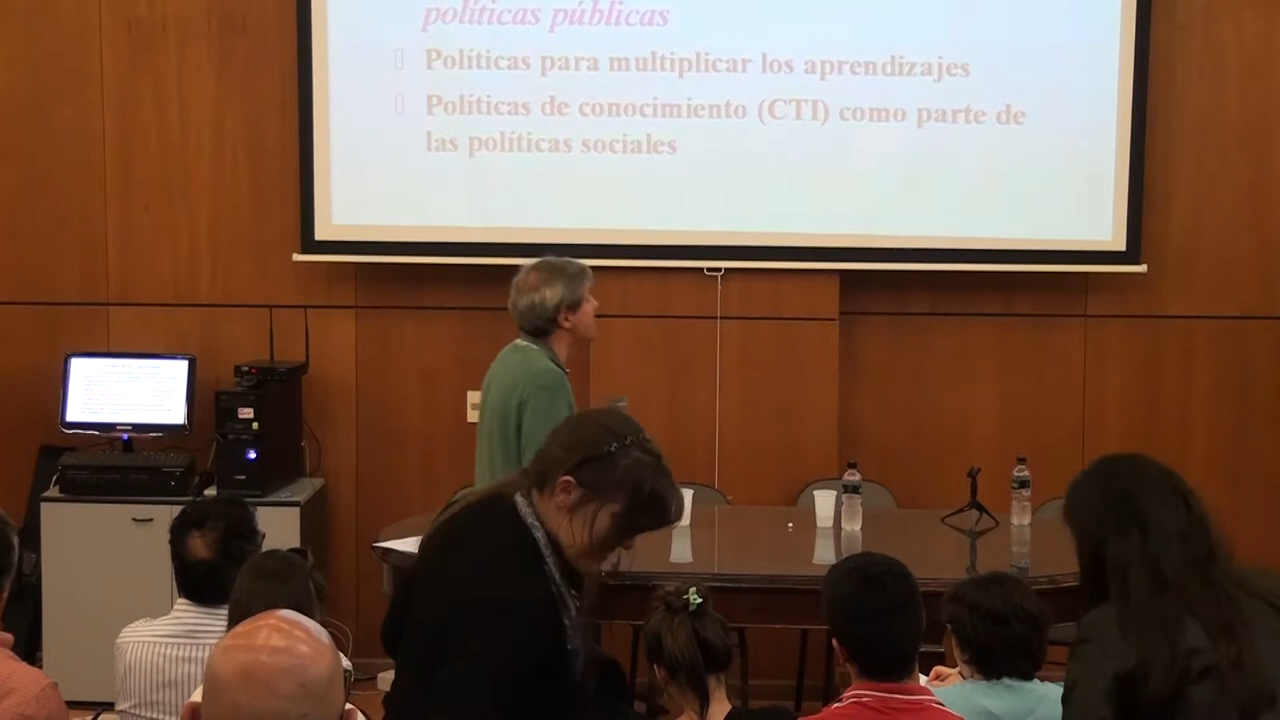 políticas públicas
Políticas para multiplicar los aprendizajes
Políticas de conocimiento (CTI) como parte de
las políticas sociales